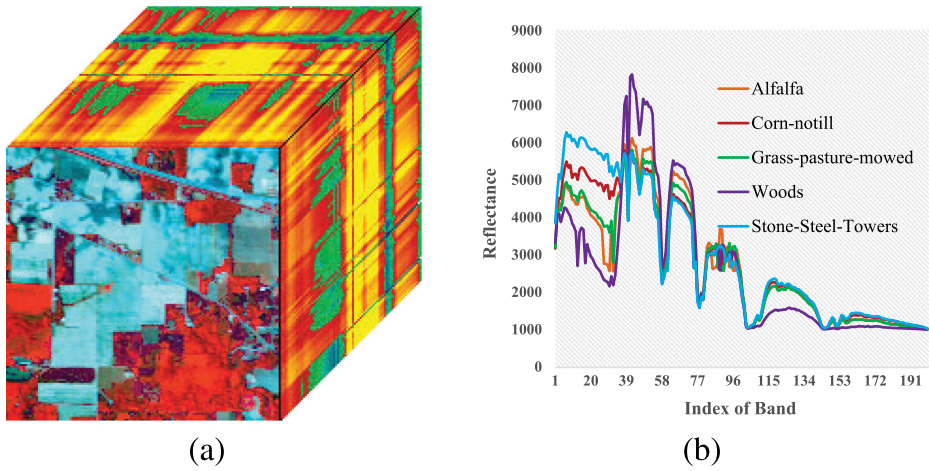 9000
8000
7000
6000
5000
4000
3000
2000
1000
0
Reflectance
Alfalfa
Corn-notill
Grass-pasture-mowed
Woods
Stone-Steel-Towers
1 20 39 58 77 96 115 134 153 172 191
Index of Band
(a) (b)